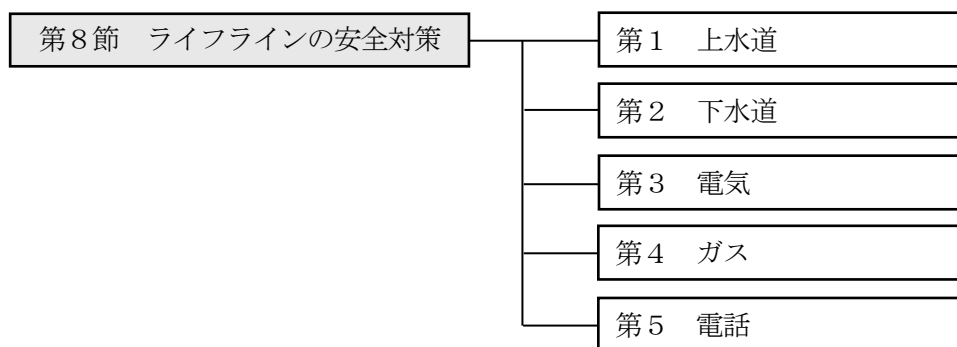 第８節　ライフラインの安全対策
第１　上水道
第２　下水道
第３　電気
第４　ガス
第５　電話